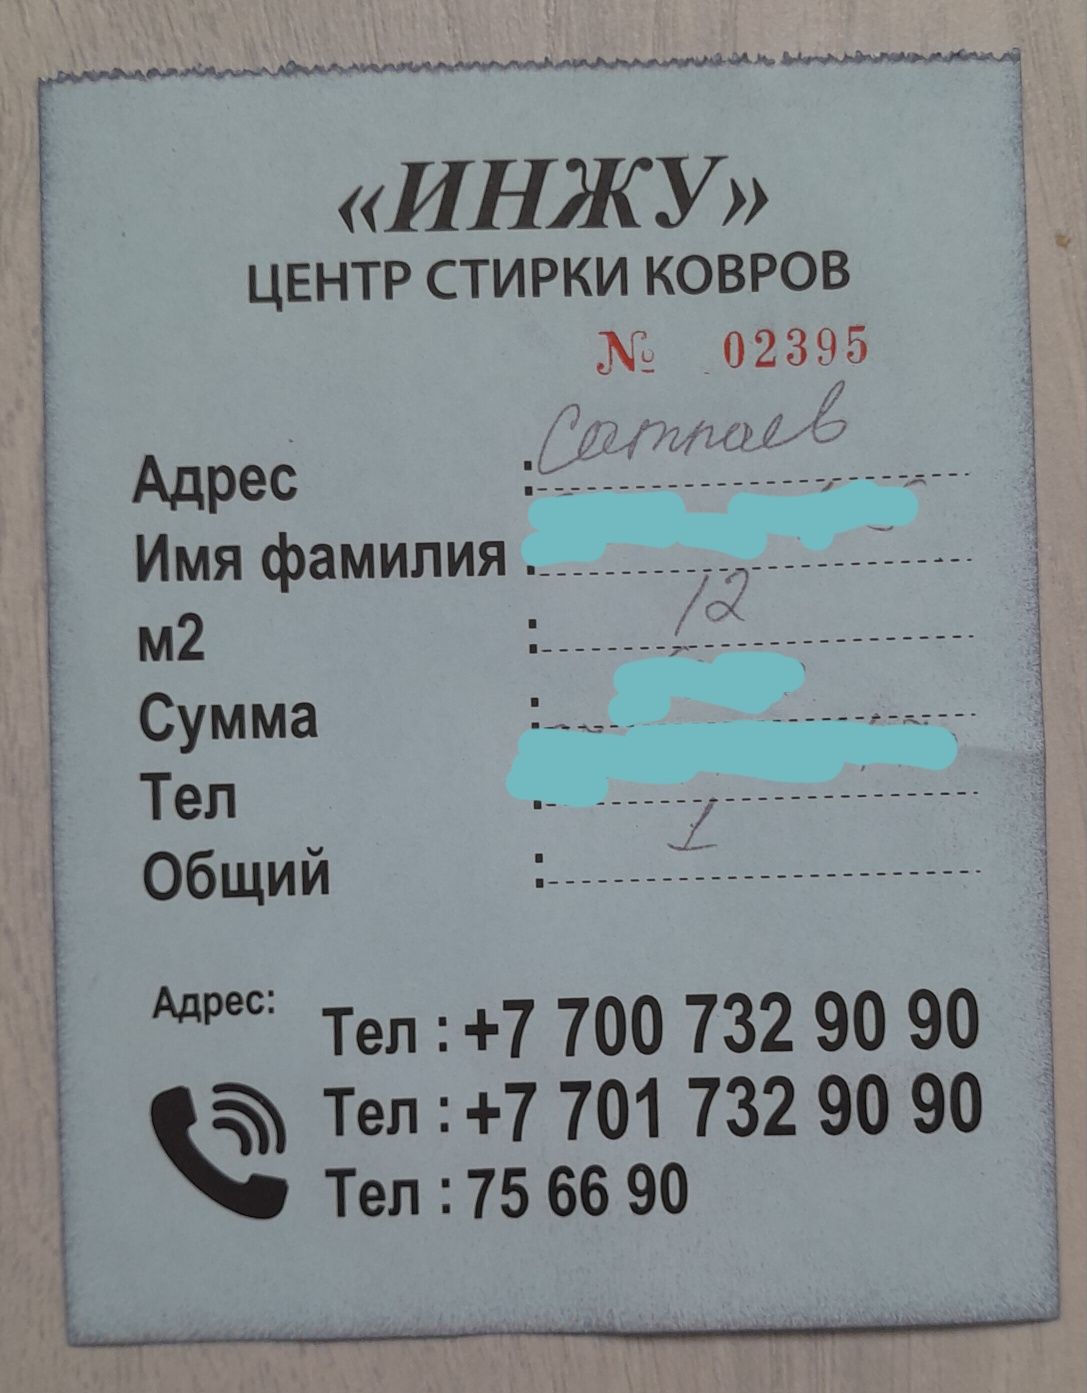 «ИНЖУ»
ЦЕНТР СТИРКИ КОВРОВ
№ 02395
Адрес : Сатпаев
Имя фамилия :
м2 : 12
Сумма :
Тел :
Общий : 1
Адрес:
Тел : +7 700 732 90 90
Тел : +7 701 732 90 90
Тел : 75 66 90